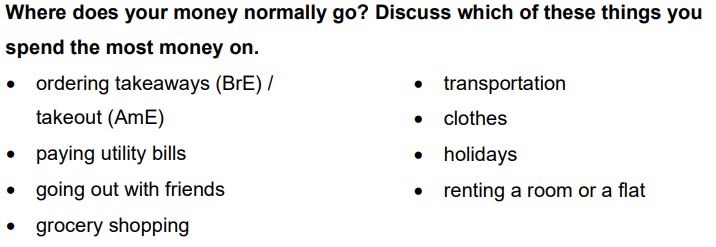 Where does your money normally go? Discuss which of these things you
spend the most money on.
• ordering takeaways (BrE) /
takeout (AmE)
• paying utility bills
• going out with friends
• grocery shopping
• transportation
• clothes
• holidays
• renting a room or a flat